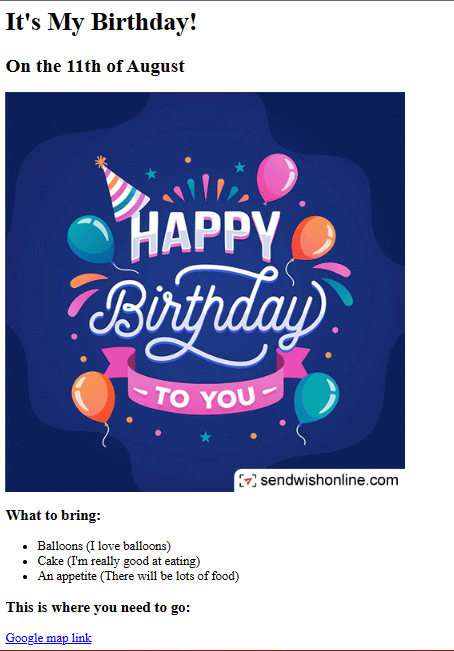 It's My Birthday!
On the 11th of August
HAPPY
Birthday
- TO YOU -
sendwishonline.com
What to bring:
• Balloons (I love balloons)
• Cake (I'm really good at eating)
• An appetite (There will be lots of food)
This is where you need to go:
Google map link